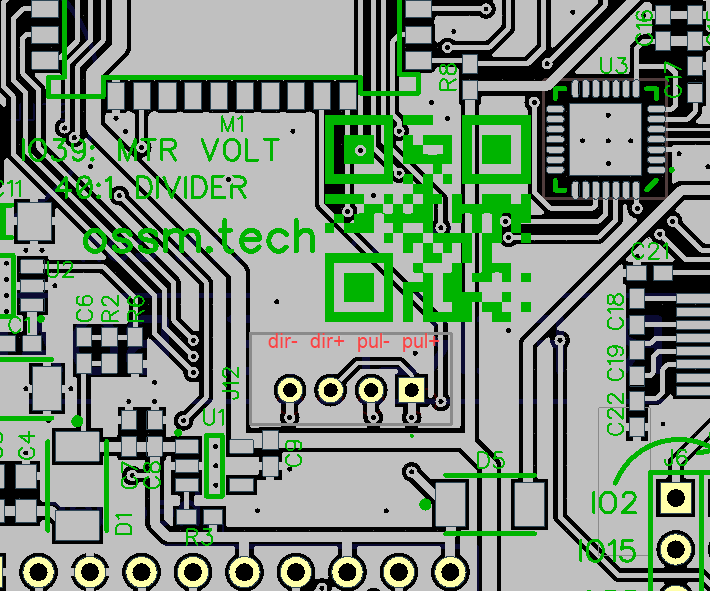 C16
R8
U3
C17
M1
IO39: MTR VOLT
40:1 DIVIDER
C11
ossm.tech
C21
U2
C6
R2
R6
C18
C1
dir- dir+ pul- pul+
C19
J12
U1
C22
C4
C9
C7
C8
D5
J6
IO2
D1
R3
IO15